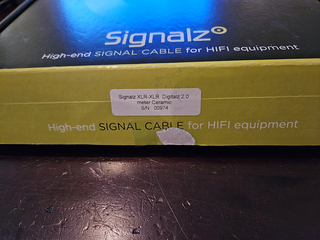 Signalz
High-end SIGNAL CABLE for HIFI equipment
Signalz XLR-XLR Digitalz 2.0
meter Ceramic
S/N : 00974
High-end SIGNAL CABLE for HIFI equipment